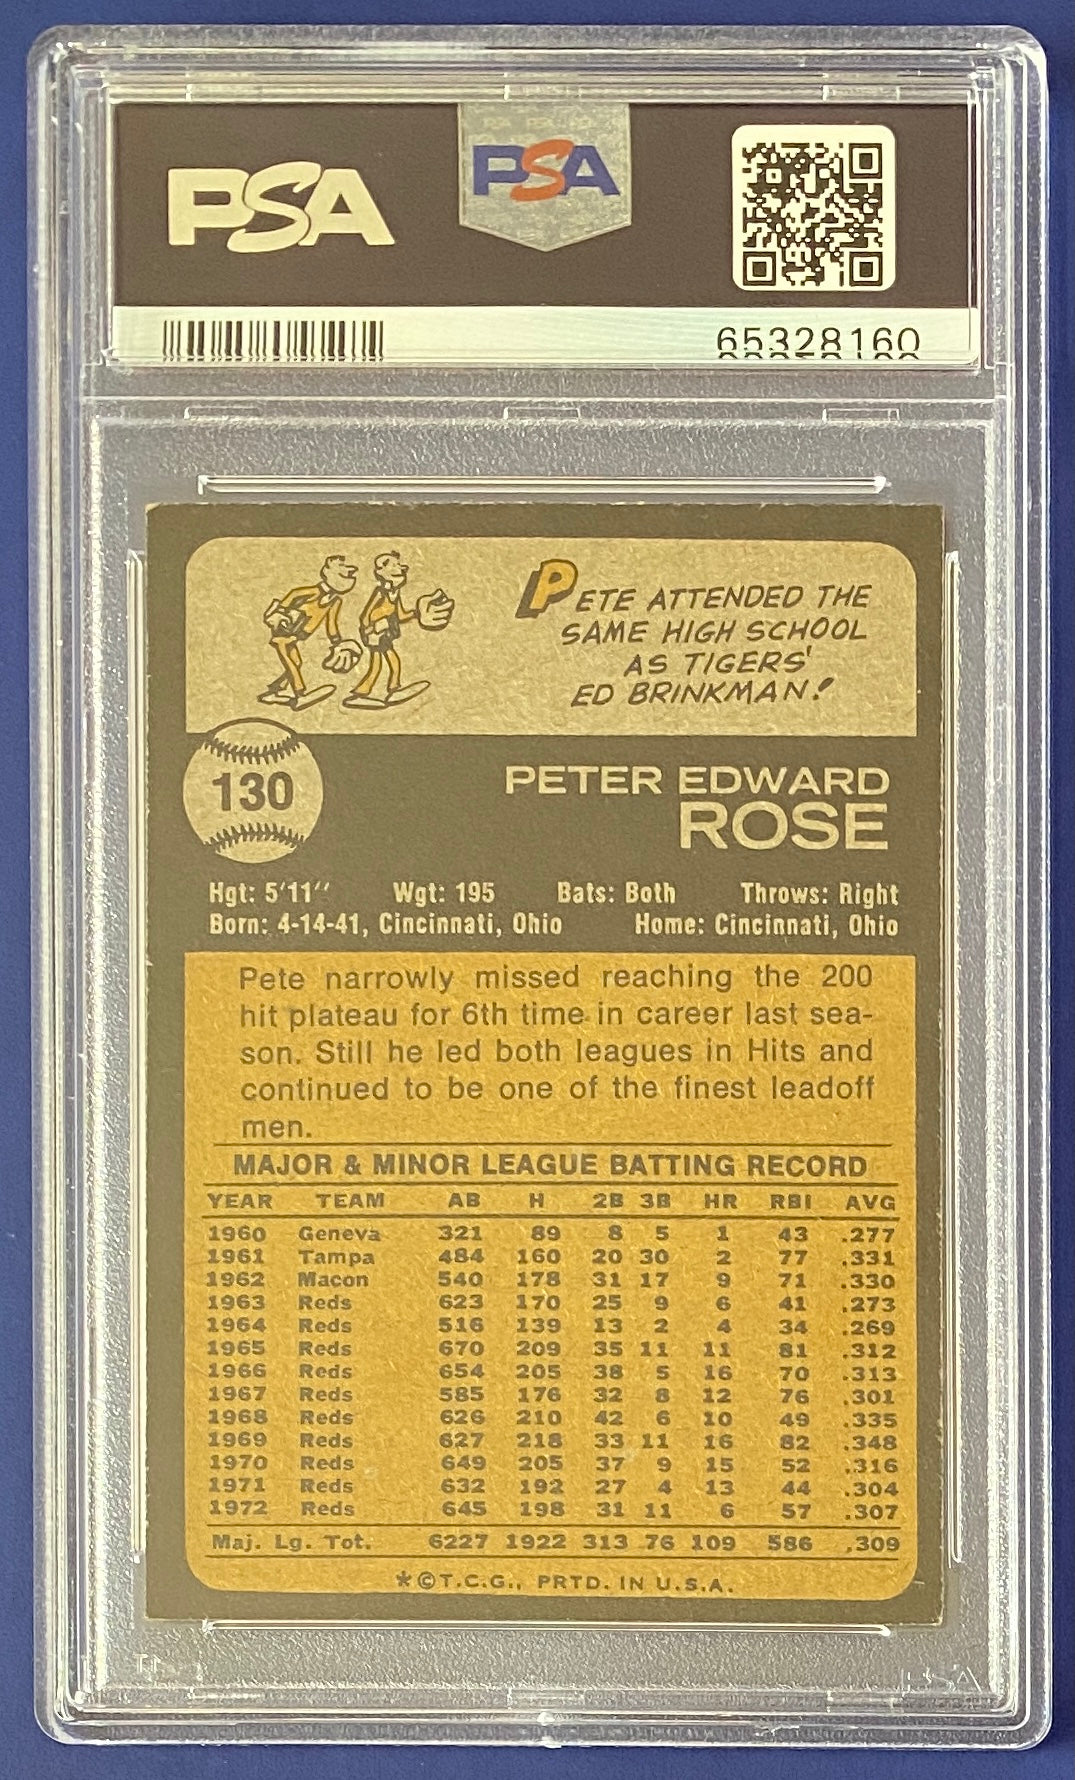 PSA
PSA
65328160
PETE ATTENDED THE
SAME HIGH SCHOOL
AS TIGERS'
ED BRINKMAN!
130
PETER EDWARD
ROSE
Hgt: 5'11'' Wgt: 195 Bats: Both Throws: Right
Born: 4-14-41, Cincinnati, Ohio Home: Cincinnati, Ohio
Pete narrowly missed reaching the 200
hit plateau for 6th time in career last sea-
son. Still he led both leagues in Hits and
continued to be one of the finest leadoff
men.
MAJOR & MINOR LEAGUE BATTING RECORD
YEAR TEAM AB H 2B 3B HR RBI AVG
1960 Geneva 321 89 8 5 1 43 .277
1961 Tampa 484 160 20 30 2 77 .331
1962 Macon 540 178 31 17 9 71 .330
1963 Reds 623 170 25 9 6 41 .273
1964 Reds 516 139 13 2 4 34 .269
1965 Reds 670 209 35 11 11 81 .312
1966 Reds 654 205 38 5 16 70 .313
1967 Reds 585 176 32 8 12 76 .301
1968 Reds 626 210 42 6 10 49 .335
1969 Reds 627 218 33 11 16 82 .348
1970 Reds 649 205 37 9 15 52 .316
1971 Reds 632 192 27 4 13 44 .304
1972 Reds 645 198 31 11 6 57 .307
Maj. Lg. Tot. 6227 1922 313 76 109 586 .309
*©T.C.G., PRTD. IN U.S.A.
USA